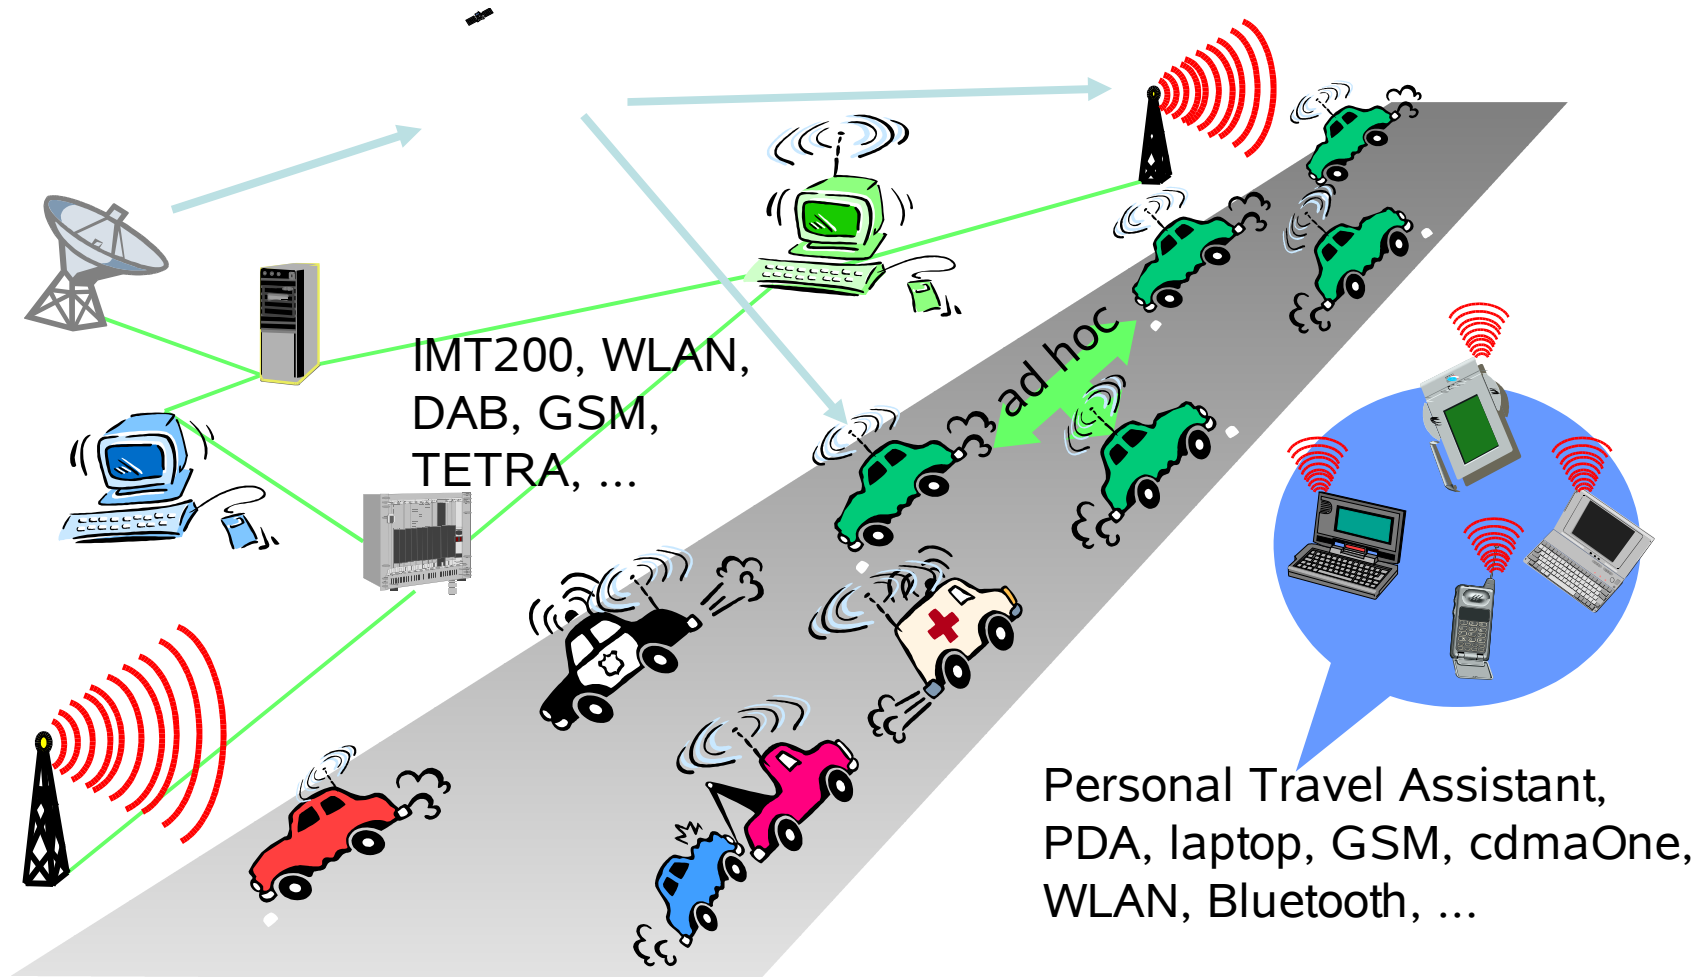 IMT200, WLAN,
DAB, GSM,
TETRA, ...
ad hoc
Personal Travel Assistant,
PDA, laptop, GSM, cdmaOne,
WLAN, Bluetooth, ...